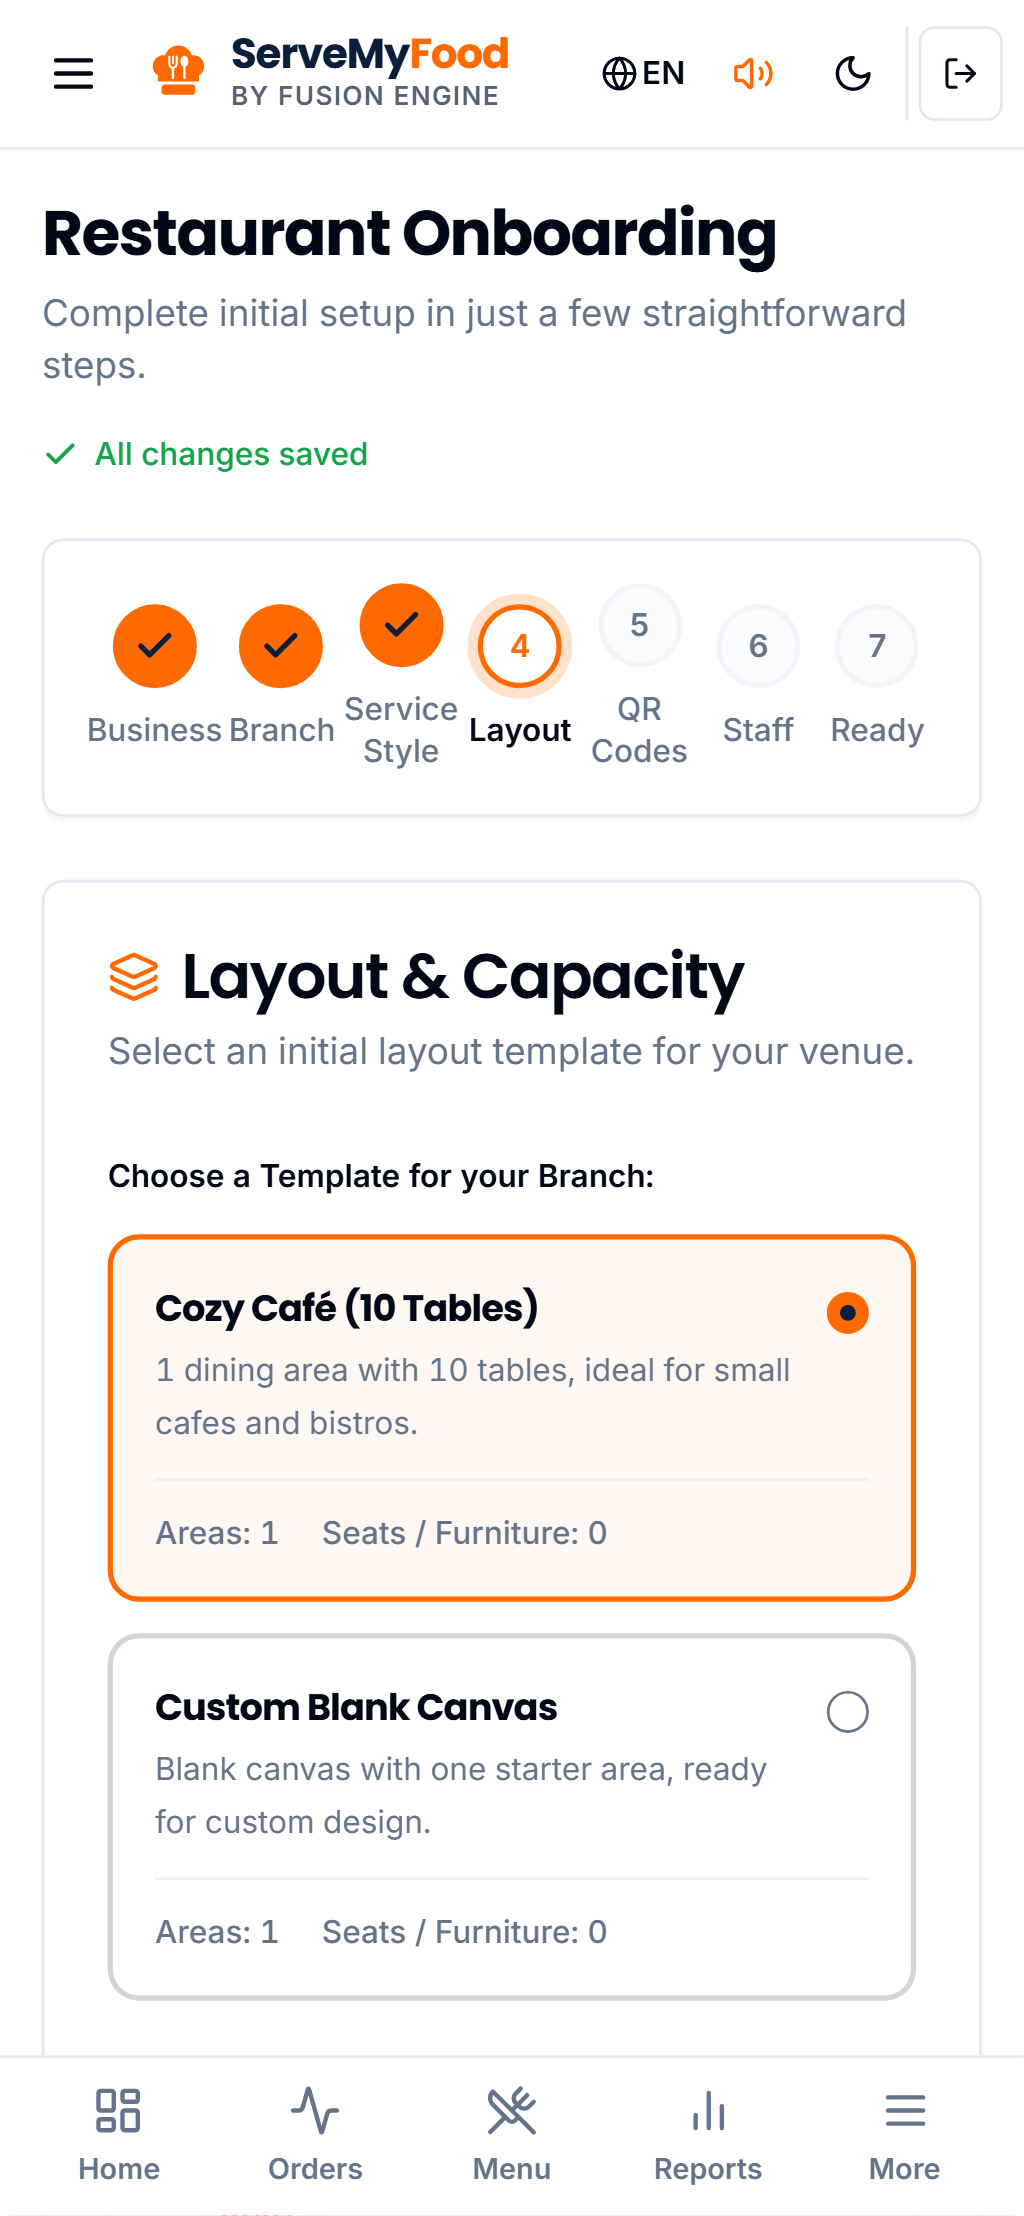 ServeMyFood
BY FUSION ENGINE
EN
Restaurant Onboarding
Complete initial setup in just a few straightforward
steps.
All changes saved
4
5
6
7
Business
Branch
Service
Style
Layout
QR
Codes
Staff
Ready
Layout & Capacity
Select an initial layout template for your venue.
Choose a Template for your Branch:
Cozy Café (10 Tables)
1 dining area with 10 tables, ideal for small
cafes and bistros.
Areas: 1 Seats / Furniture: 0
Custom Blank Canvas
Blank canvas with one starter area, ready
for custom design.
Areas: 1 Seats / Furniture: 0
Home
Orders
Menu
Reports
More